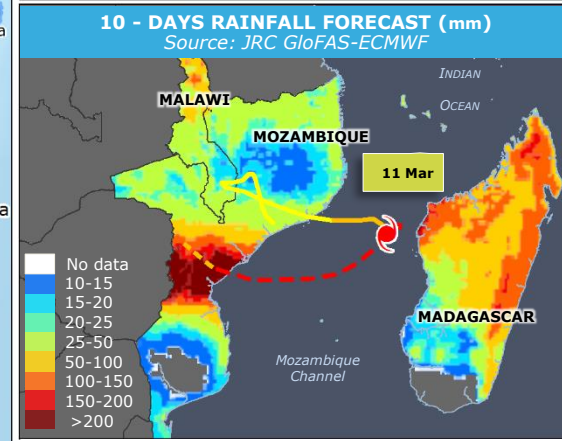 10 - DAYS RAINFALL FORECAST (mm)
Source: JRC GloFAS-ECMWF
a
INDIAN
OCEAN
MALAWI
MOZAMBIQUE
11 Mar
a
No data
10-15
15-20
20-25
25-50
50-100
100-150
150-200
>200
MADAGASCAR
Mozambique
Channel